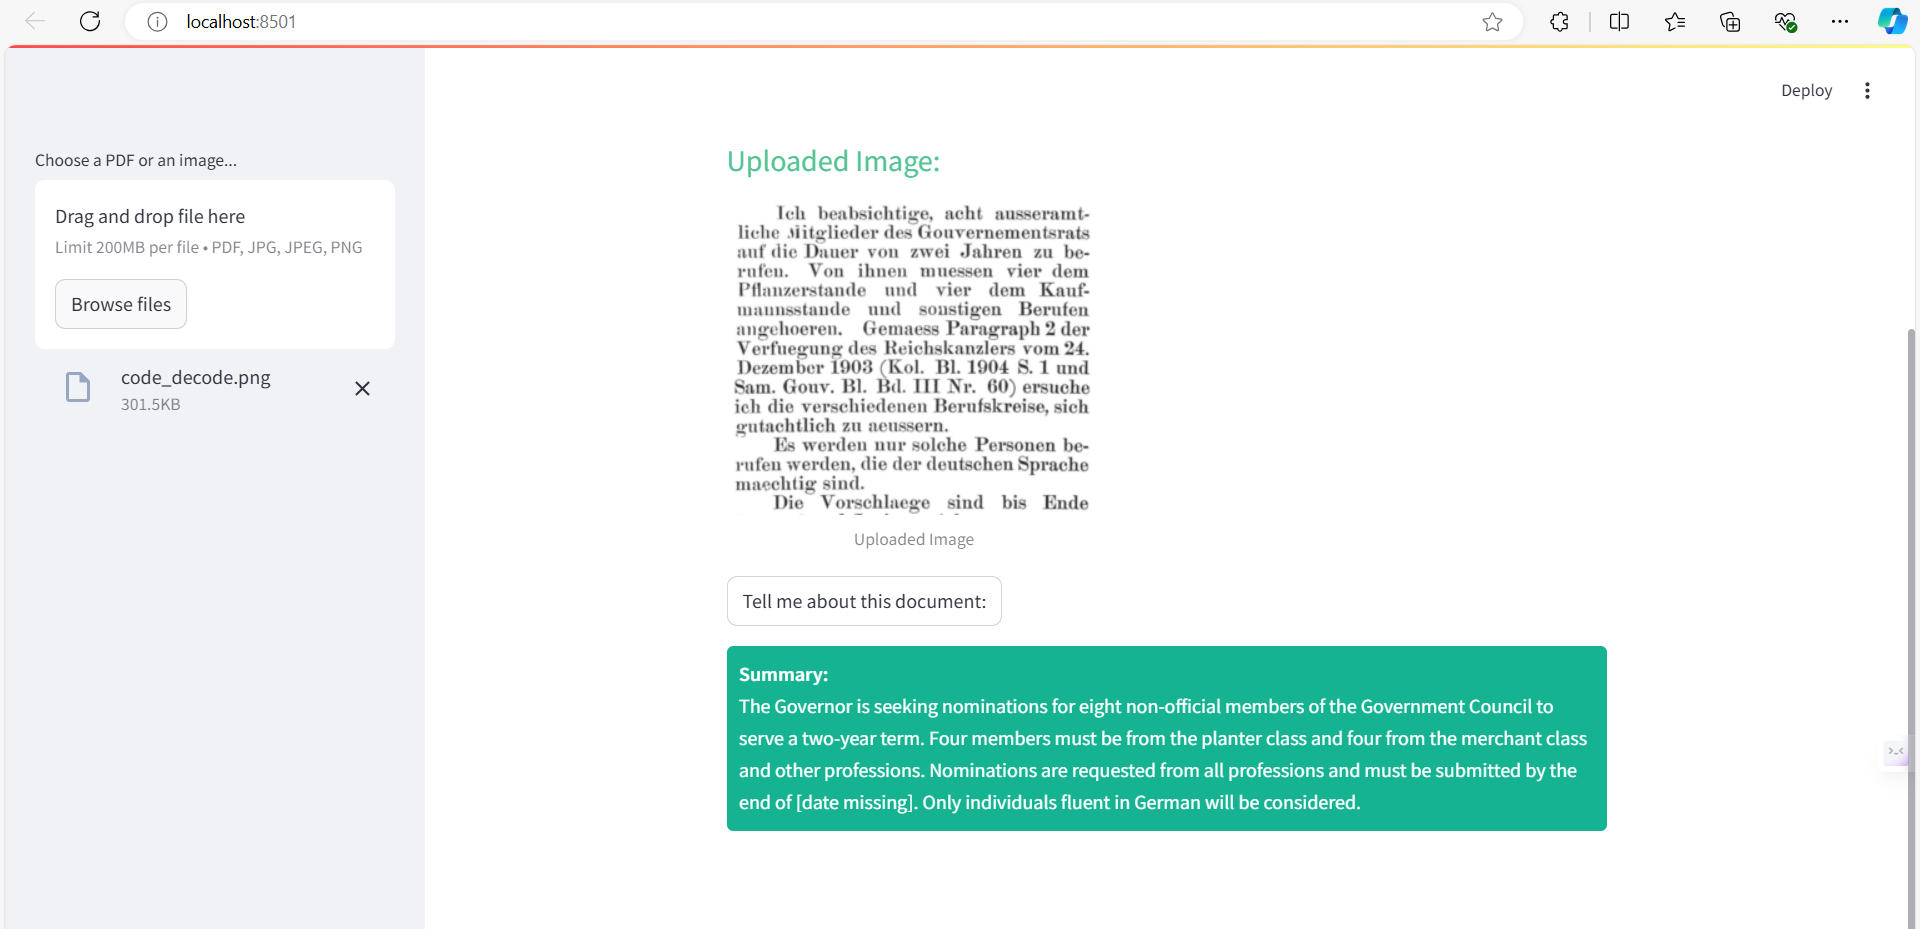 localhost:8501
Deploy
Choose a PDF or an image...
Drag and drop file here
Limit 200MB per file • PDF, JPG, JPEG, PNG
Browse files
code_decode.png
301.5KB
Uploaded Image:
Ich beabsichtige, acht ausseramt-
liche Mitglieder des Gouvernementsrats
auf die Dauer von zwei Jahren zu be-
rufen. Von ihnen muessen vier dem
Pflanzerstande und vier dem Kauf-
mannsstande und sonstigen Berufen
angehoeren. Gemaess Paragraph 2 der
Verfuegung des Reichskanzlers vom 24.
Dezember 1903 (Kol. Bl. 1904 S. 1 und
Sam. Gouv. Bl. Bd. III Nr. 60) ersuche
ich die verschiedenen Berufskreise, sich
gutachtlich zu aeussern.
Es werden nur solche Personen be-
rufen werden, die der deutschen Sprache
maechtig sind.
Die Vorschlaege sind bis Ende
Uploaded Image
Tell me about this document:
Summary:
The Governor is seeking nominations for eight non-official members of the Government Council to
serve a two-year term. Four members must be from the planter class and four from the merchant class
and other professions. Nominations are requested from all professions and must be submitted by the
end of [date missing]. Only individuals fluent in German will be considered.